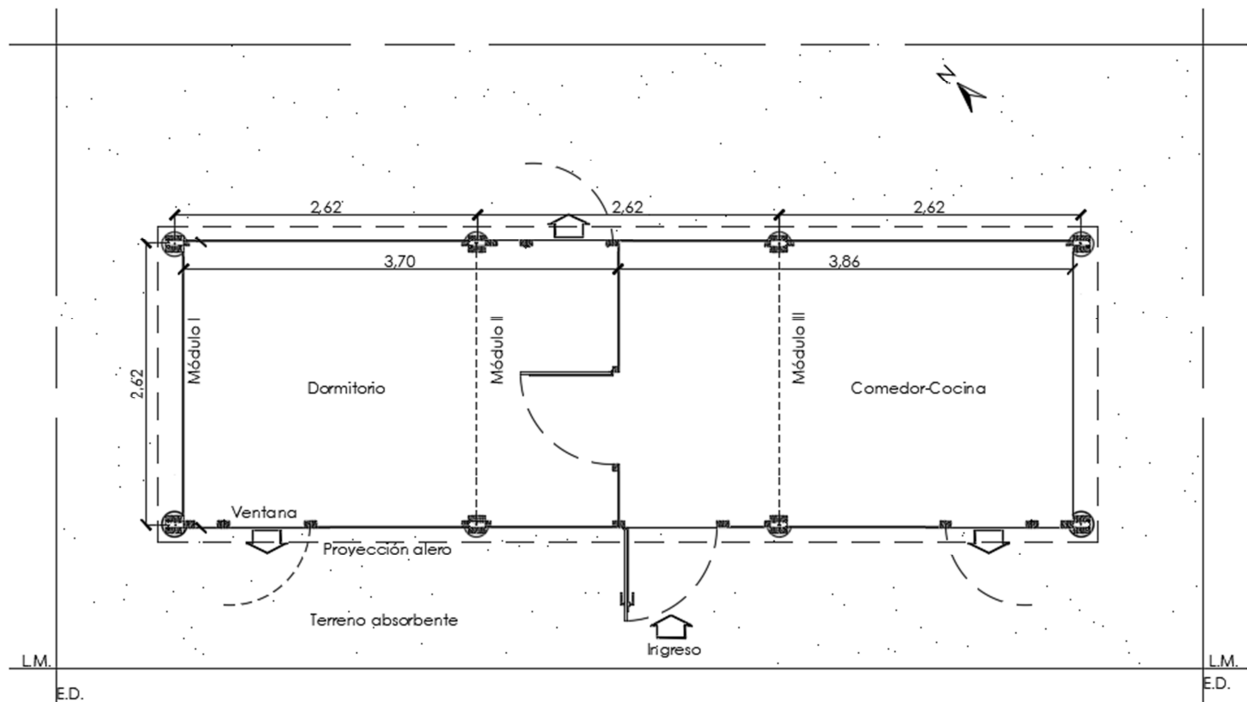 N
2,62
2,62
2,62
3,70
3,86
2,62
Módulo I
Módulo II
Módulo III
Dormitorio
Comedor-Cocina
Ventana
Proyección alero
Terreno absorbente
Ingreso
L.M.
L.M.
E.D.
E.D.